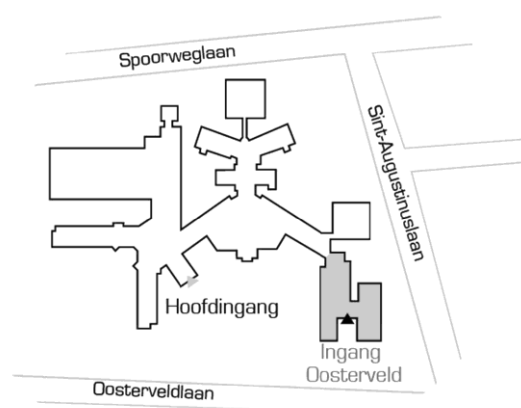 Spoorweglaan
Sint-Augustinuslaan
Hoofdingang
Ingang
Oosterveld
Oosterveldlaan